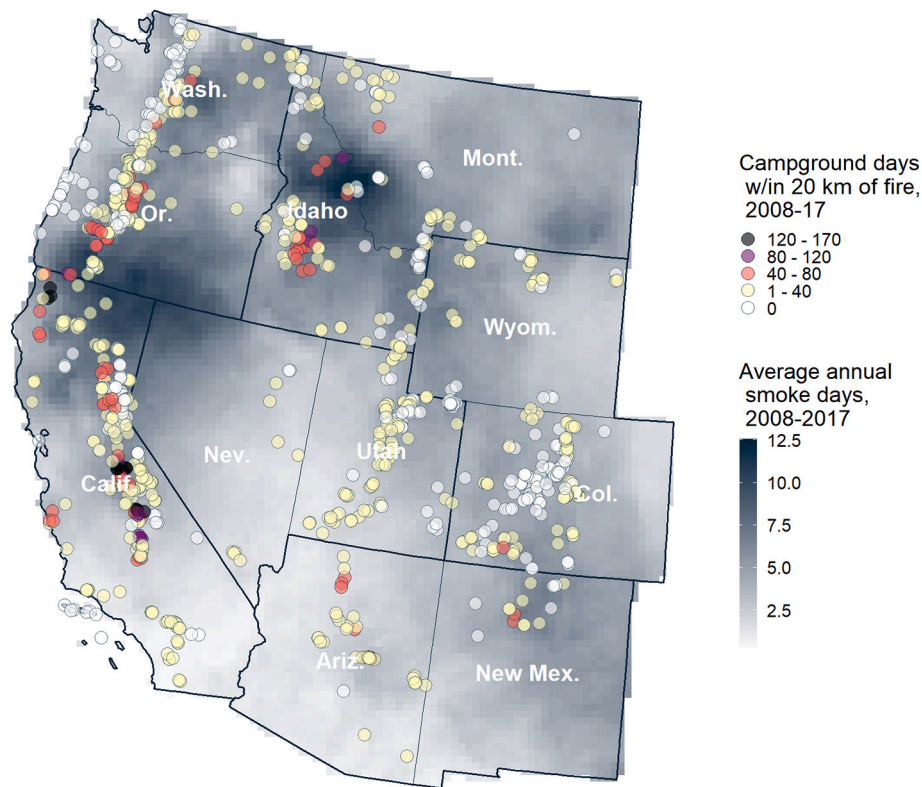 Wash.
Mont.
Or.
Idaho
Wyom.
Nev.
Utah
Calif.
Col.
Ariz.
New Mex.
Campground days
w/in 20 km of fire,
2008-17
120 - 170
80 - 120
40 - 80
1 - 40
0
Average annual
smoke days,
2008-2017
12.5
10.0
7.5
5.0
2.5